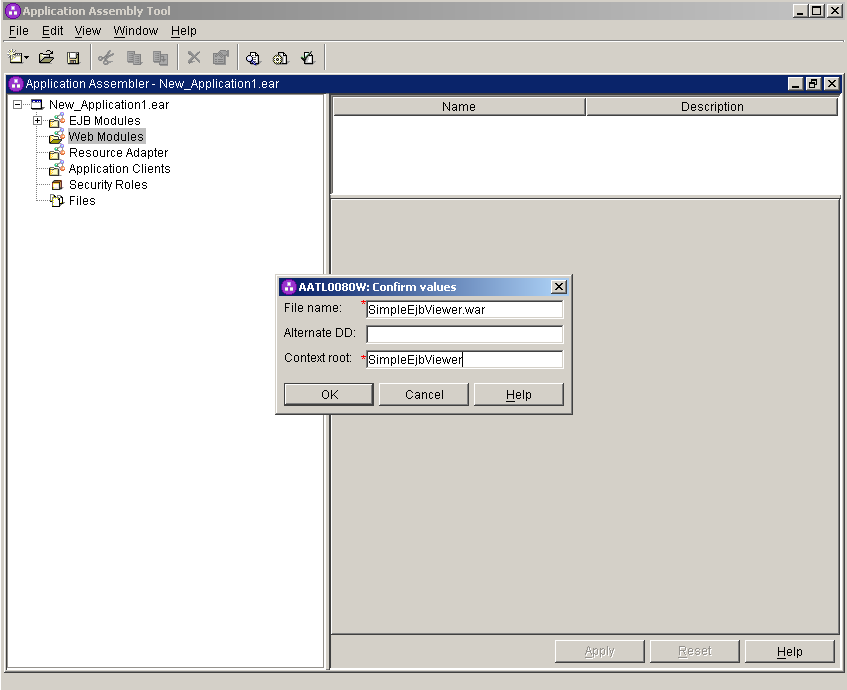 Application Assembly Tool
File Edit View Window Help
Application Assembler - New_Application1.ear
New_Application1.ear
EJB Modules
Web Modules
Resource Adapter
Application Clients
Security Roles
Files
Name Description
AATL0080W: Confirm values
File name: *SimpleEjbViewer.war
Alternate DD:
Context root: *SimpleEjbViewer
OK Cancel Help
Apply Reset Help